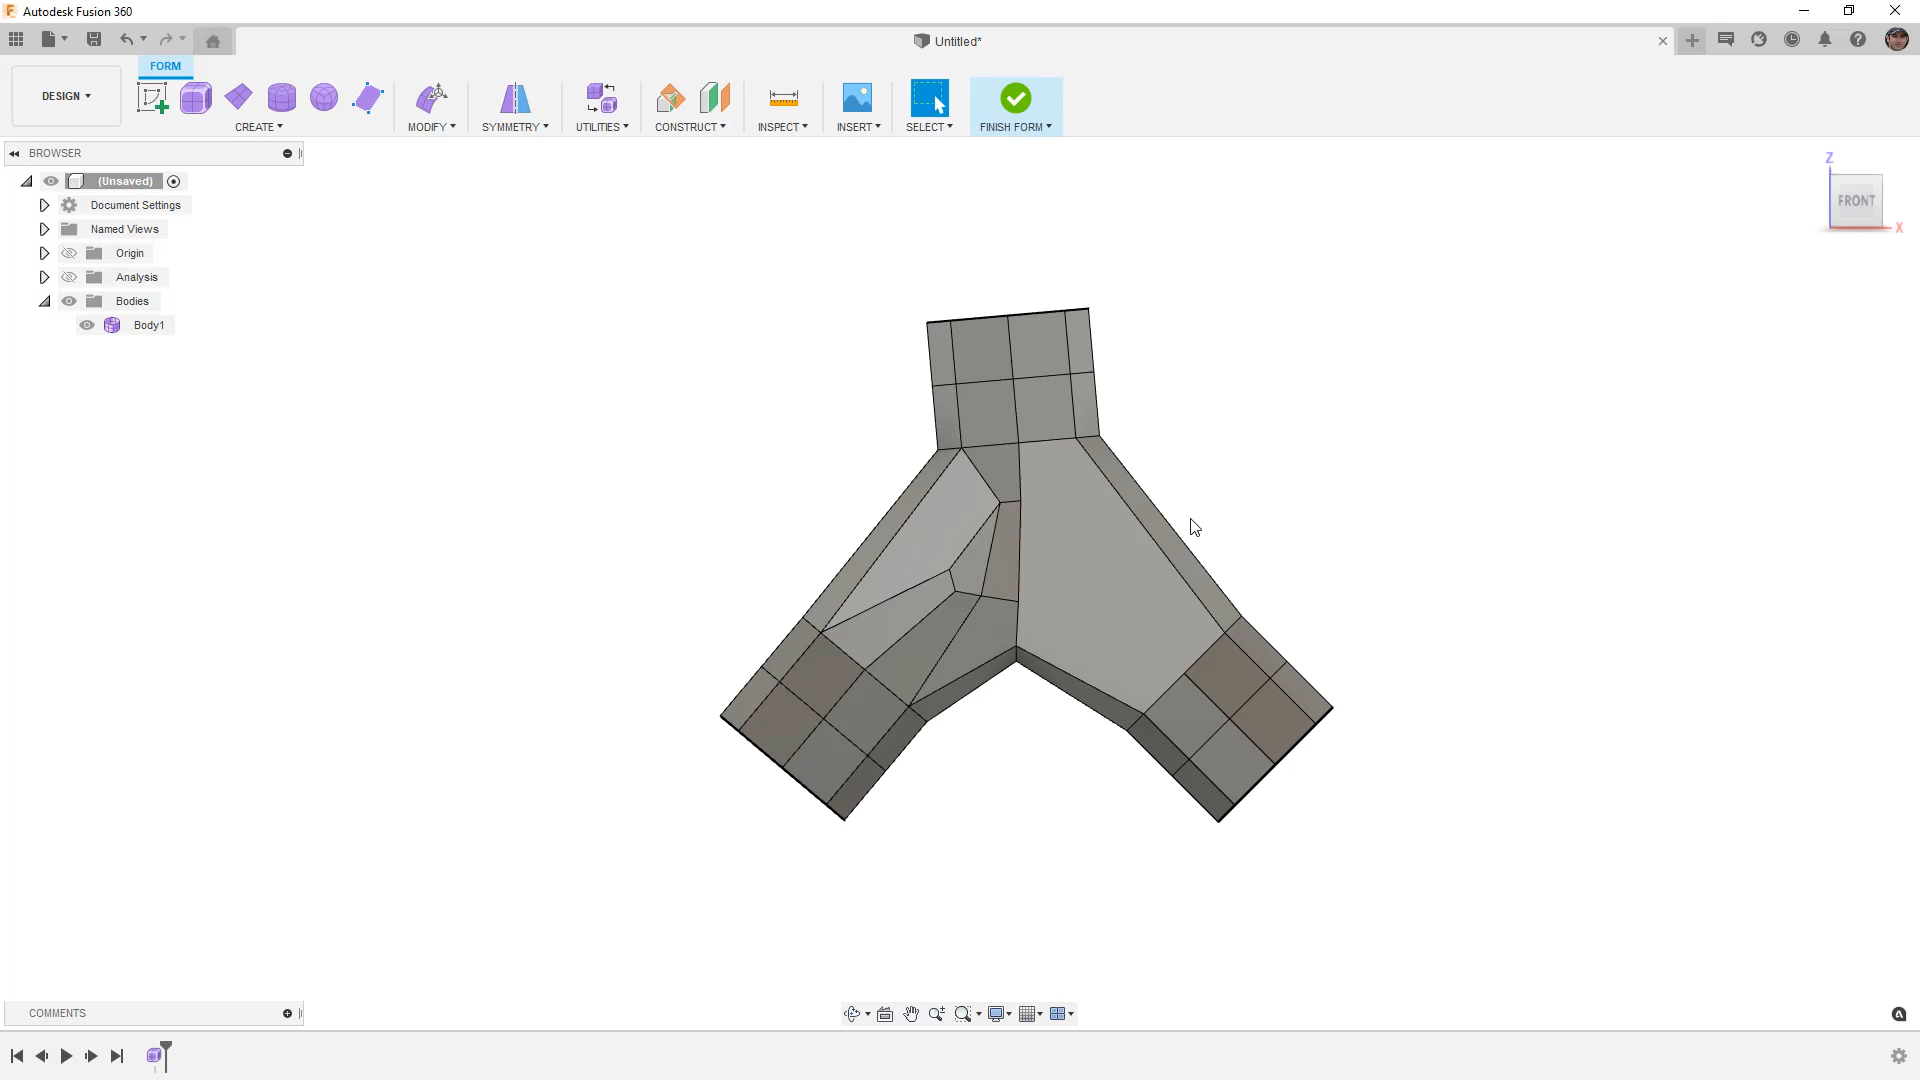 Autodesk Fusion 360
Untitled*
FORM
DESIGN
CREATE
MODIFY
SYMMETRY
UTILITIES
CONSTRUCT
INSPECT
INSERT
SELECT
FINISH FORM
BROWSER
(Unsaved)
Document Settings
Named Views
Origin
Analysis
Bodies
Body1
Z
FRONT
X
COMMENTS